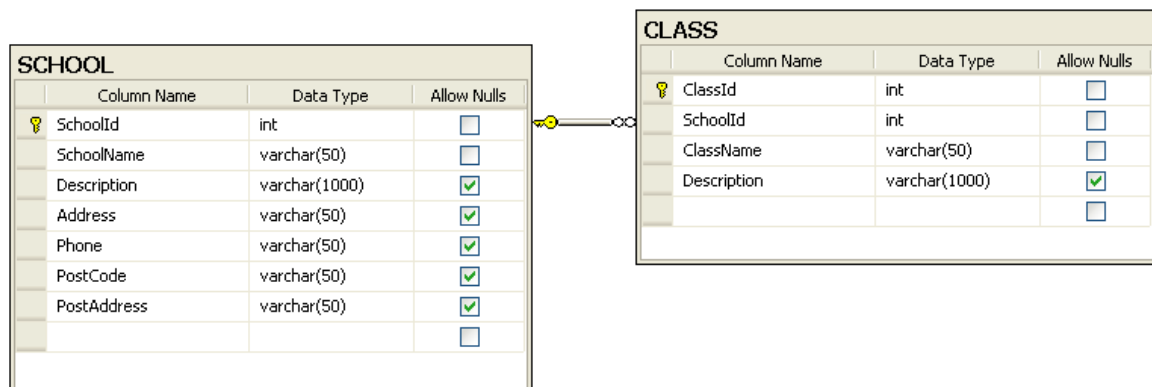 SCHOOL
Column Name Data Type Allow Nulls
SchoolId int
SchoolName varchar(50)
Description varchar(1000)
Address varchar(50)
Phone varchar(50)
PostCode varchar(50)
PostAddress varchar(50)
CLASS
Column Name Data Type Allow Nulls
ClassId int
SchoolId int
ClassName varchar(50)
Description varchar(1000)